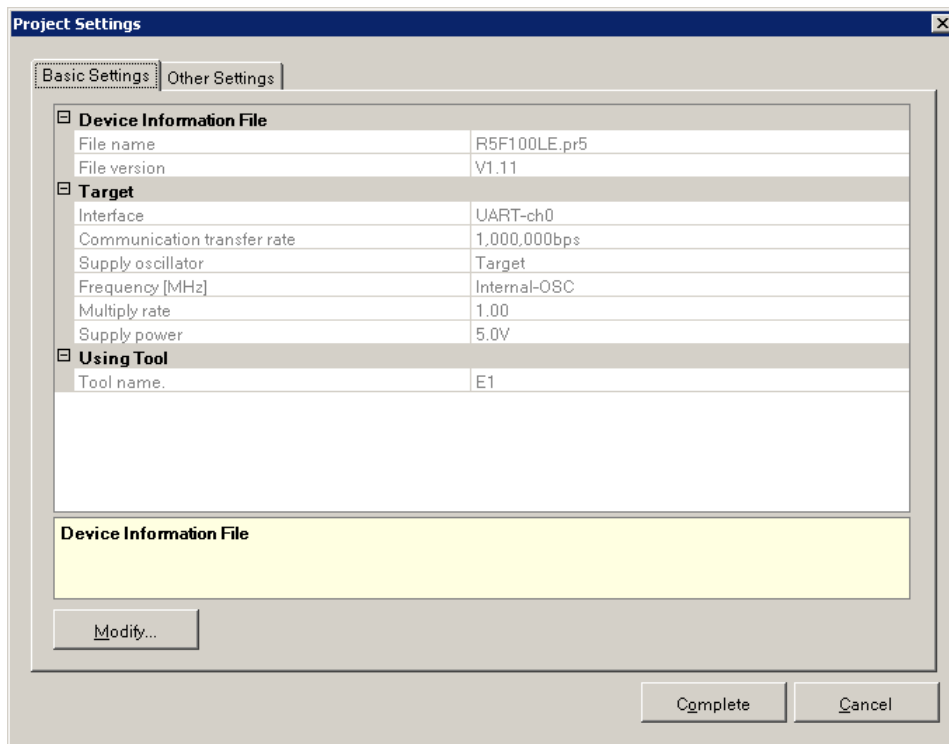 Project Settings
Basic Settings Other Settings
Device Information File
File name R5F100LE.pr5
File version V1.11
Target
Interface UART-ch0
Communication transfer rate 1,000,000bps
Supply oscillator Target
Frequency [MHz] Internal-OSC
Multiply rate 1.00
Supply power 5.0V
Using Tool
Tool name. E1
Device Information File
Modify...
Complete Cancel